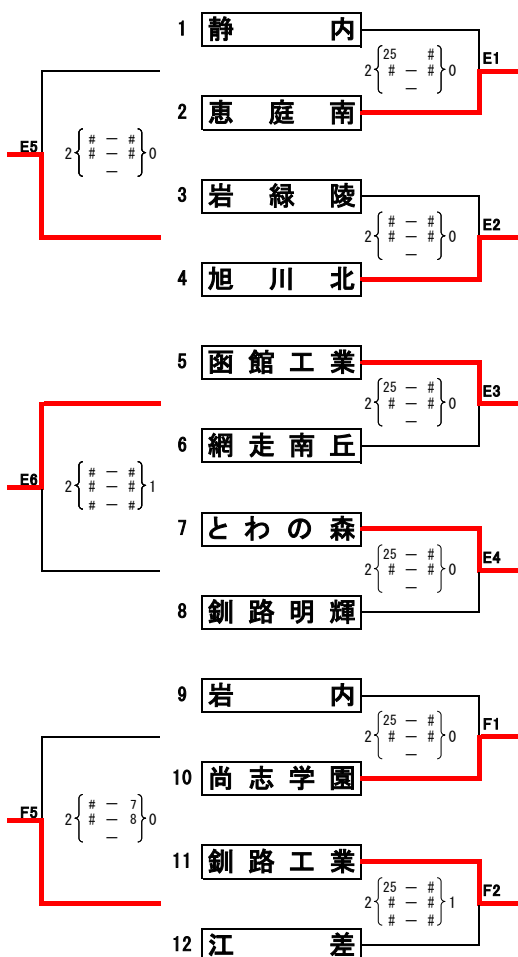 1 静内
25 #
2 # — # 0
—
E1
2 恵庭南
E5
# — #
2 # — # 0
—
3 岩緑陵
# — #
2 # — # 0
—
E2
4 旭川北
5 函館工業
25 — #
2 # — # 0
—
E3
6 網走南丘
E6
# — #
2 # — # 1
# — #
7 とわの森
25 — #
2 # — # 0
—
E4
8 釧路明輝
9 岩内
25 — #
2 # — # 0
—
F1
10 尚志学園
F5
# — 7
2 # — 8 0
—
11 釧路工業
25 — #
2 # — # 1
# — #
F2
12 江差